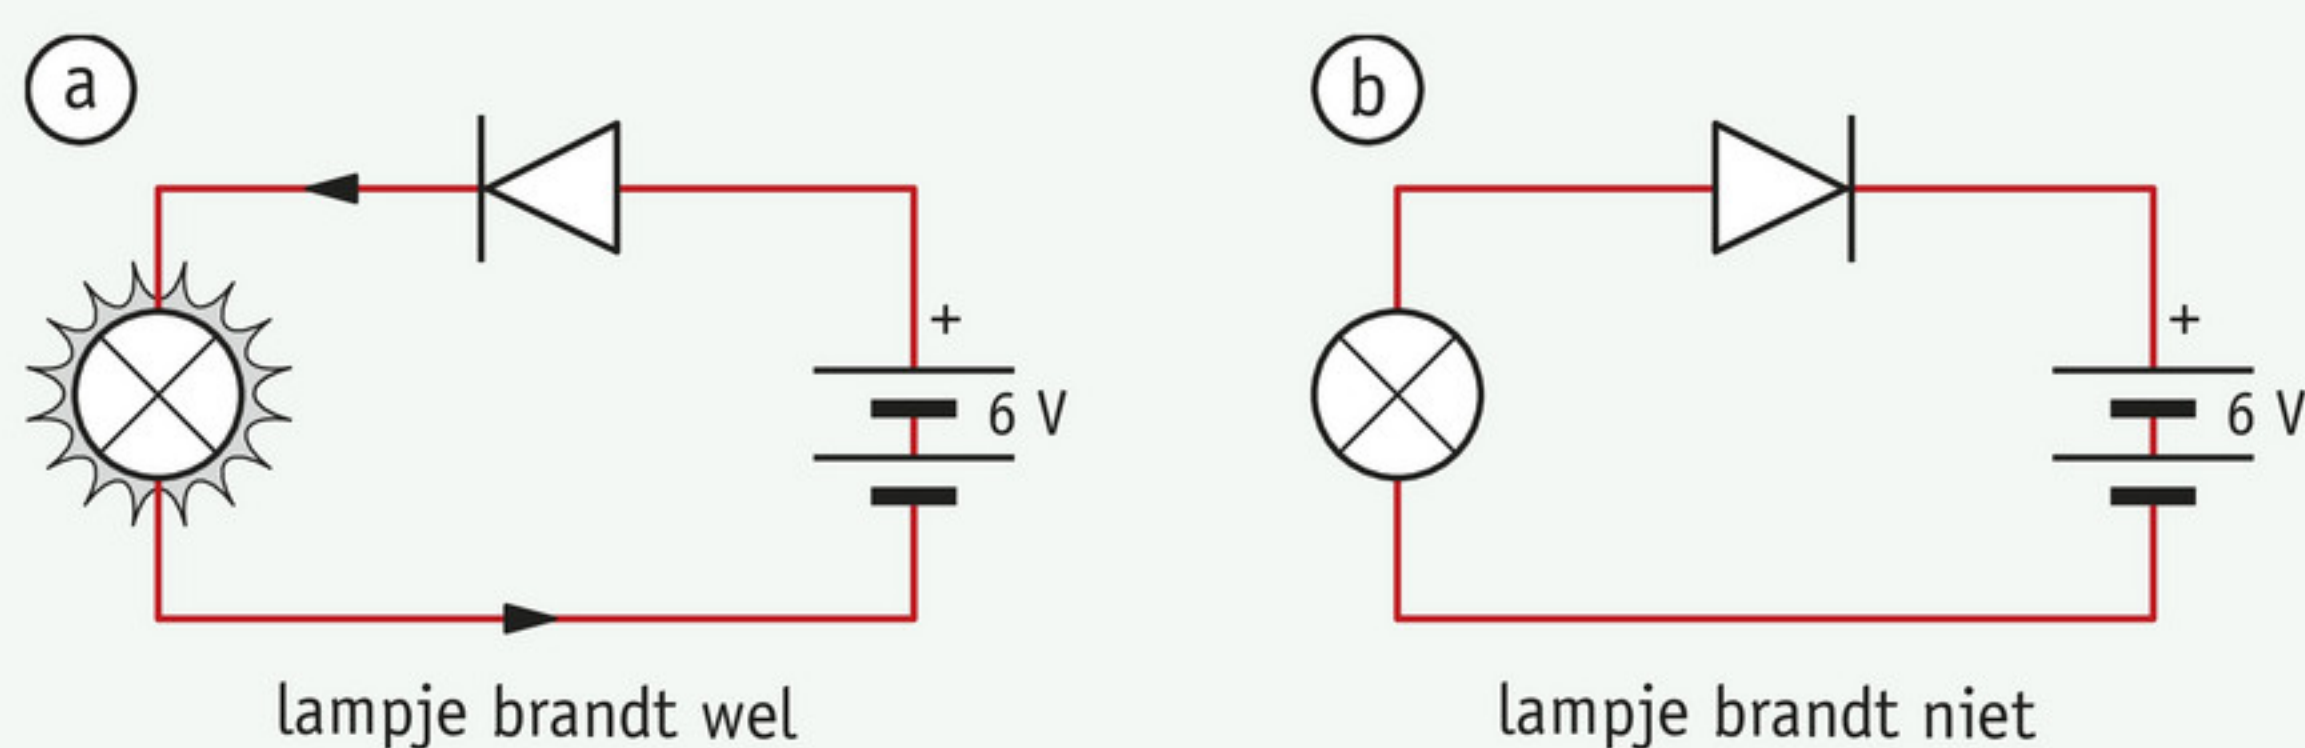 a
b
+
6 V
+
6 V
lampje brandt wel
lampje brandt niet